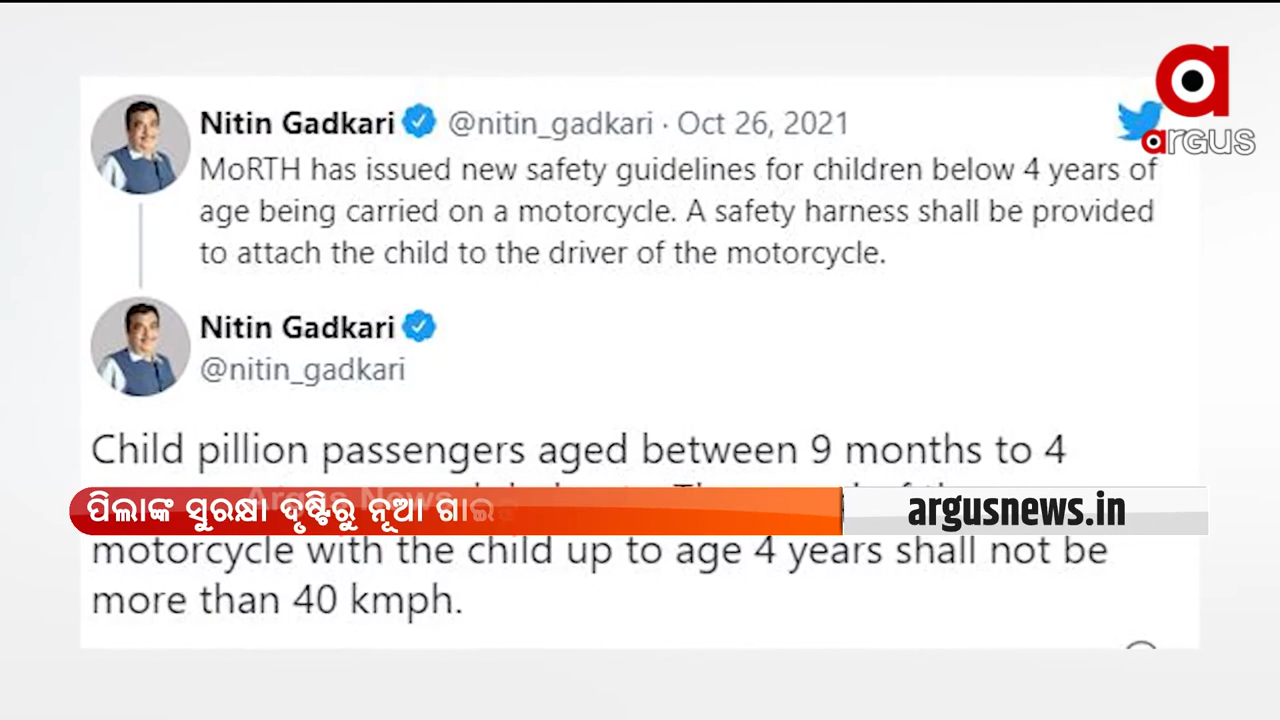 Nitin Gadkari @nitin_gadkari · Oct 26, 2021
MoRTH has issued new safety guidelines for children below 4 years of
age being carried on a motorcycle. A safety harness shall be provided
to attach the child to the driver of the motorcycle.
Nitin Gadkari
@nitin_gadkari
Child pillion passengers aged between 9 months to 4
motorcycle with the child up to age 4 years shall not be
more than 40 kmph.
argus
Argus News
ପିଲାଙ୍କ ସୁରକ୍ଷା ଦୃଷ୍ଟିରୁ ନୂଆ ଗାଇ
argusnews.in